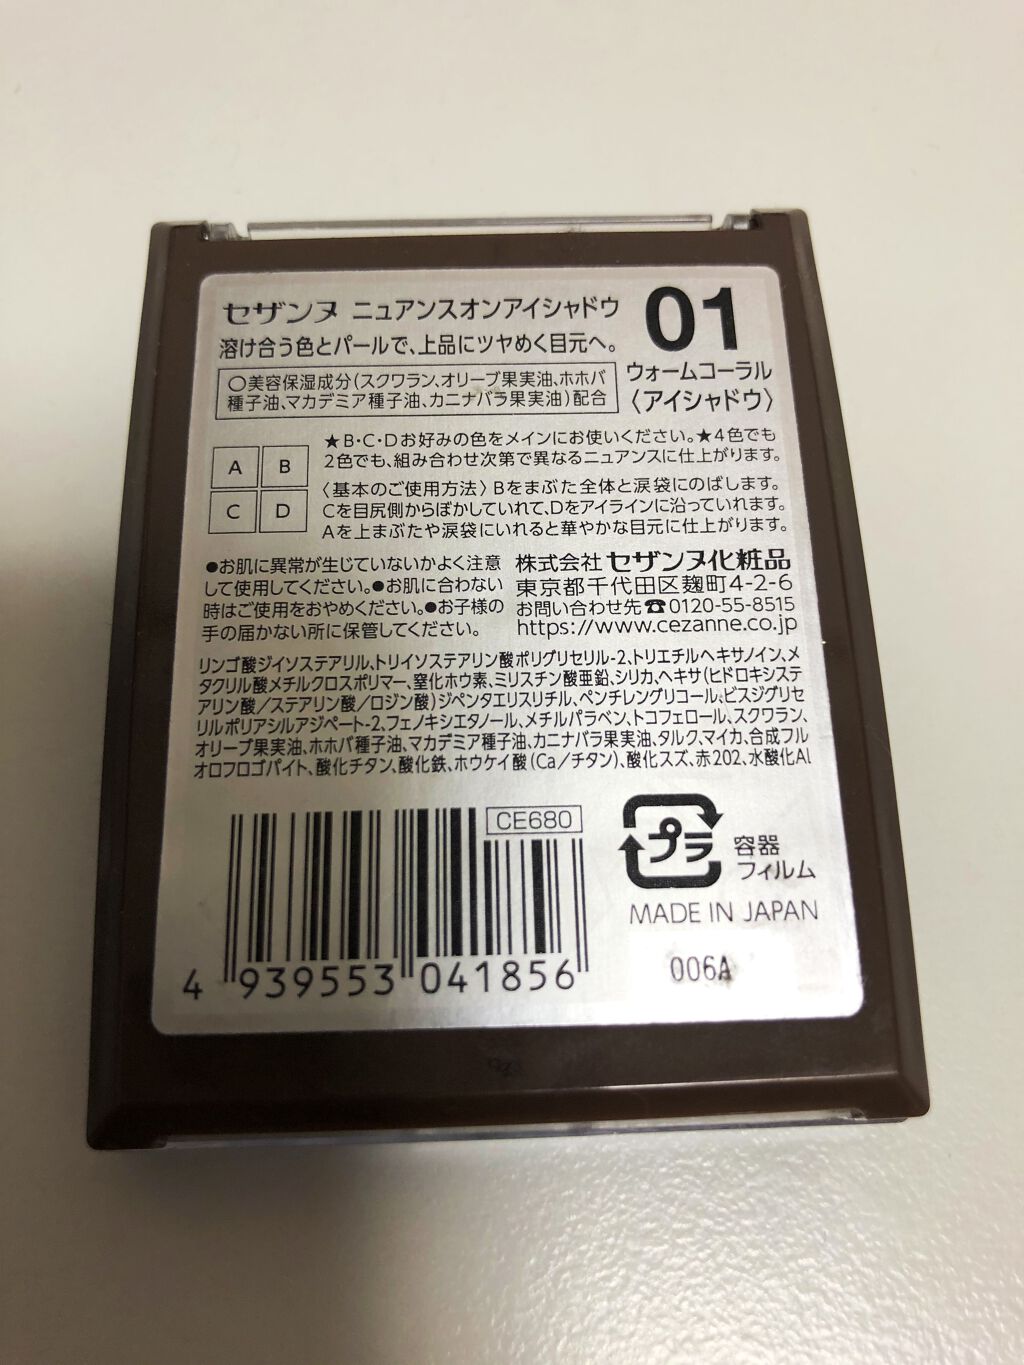 セザンヌ ニュアンスオンアイシャドウ
溶け合う色とパールで、上品にツヤめく目元へ。
01
ウォームコーラル
〈アイシャドウ〉
○美容保湿成分(スクワラン、オリーブ果実油、ホホバ
種子油、マカデミア種子油、カニナバラ果実油)配合
A B
C D
★B・C・Dお好みの色をメインにお使いください。★4色でも
2色でも、組み合わせ次第で異なるニュアンスに仕上がります。
〈基本のご使用方法〉Bをまぶた全体と涙袋にのばします。
Cを目尻側からぼかしていれて、Dをアイラインに沿っていれます。
Aを上まぶたや涙袋にいれると華やかな目元に仕上がります。
●お肌に異常が生じていないかよく注意
して使用してください。●お肌に合わない
時はご使用をおやめください。●お子様の
手の届かない所に保管してください。
株式会社 セザンヌ化粧品
東京都千代田区麹町4-2-6
お問い合わせ先☎0120-55-8515
https://www.cezanne.co.jp
リンゴ酸ジイソステアリル、トリイソステアリン酸ポリグリセリル-2、トリエチルヘキサノイン、メ
タクリル酸メチルクロスポリマー、窒化ホウ素、ミリスチン酸亜鉛、シリカ、ヘキサ(ヒドロキシステ
アリン酸/ステアリン酸/ロジン酸)ジペンタエリスリチル、ペンチレングリコール、ビスジグリセ
リルポリアシルアジペート-2、フェノキシエタノール、メチルパラベン、トコフェロール、スクワラン、
オリーブ果実油、ホホバ種子油、マカデミア種子油、カニナバラ果実油、タルク、マイカ、合成フル
オロフロゴパイト、酸化チタン、酸化鉄、ホウケイ酸(Ca/チタン)、酸化スズ、赤202、水酸化Al
CE680
4 939553 041856
プラ
容器
フィルム
MADE IN JAPAN
006A